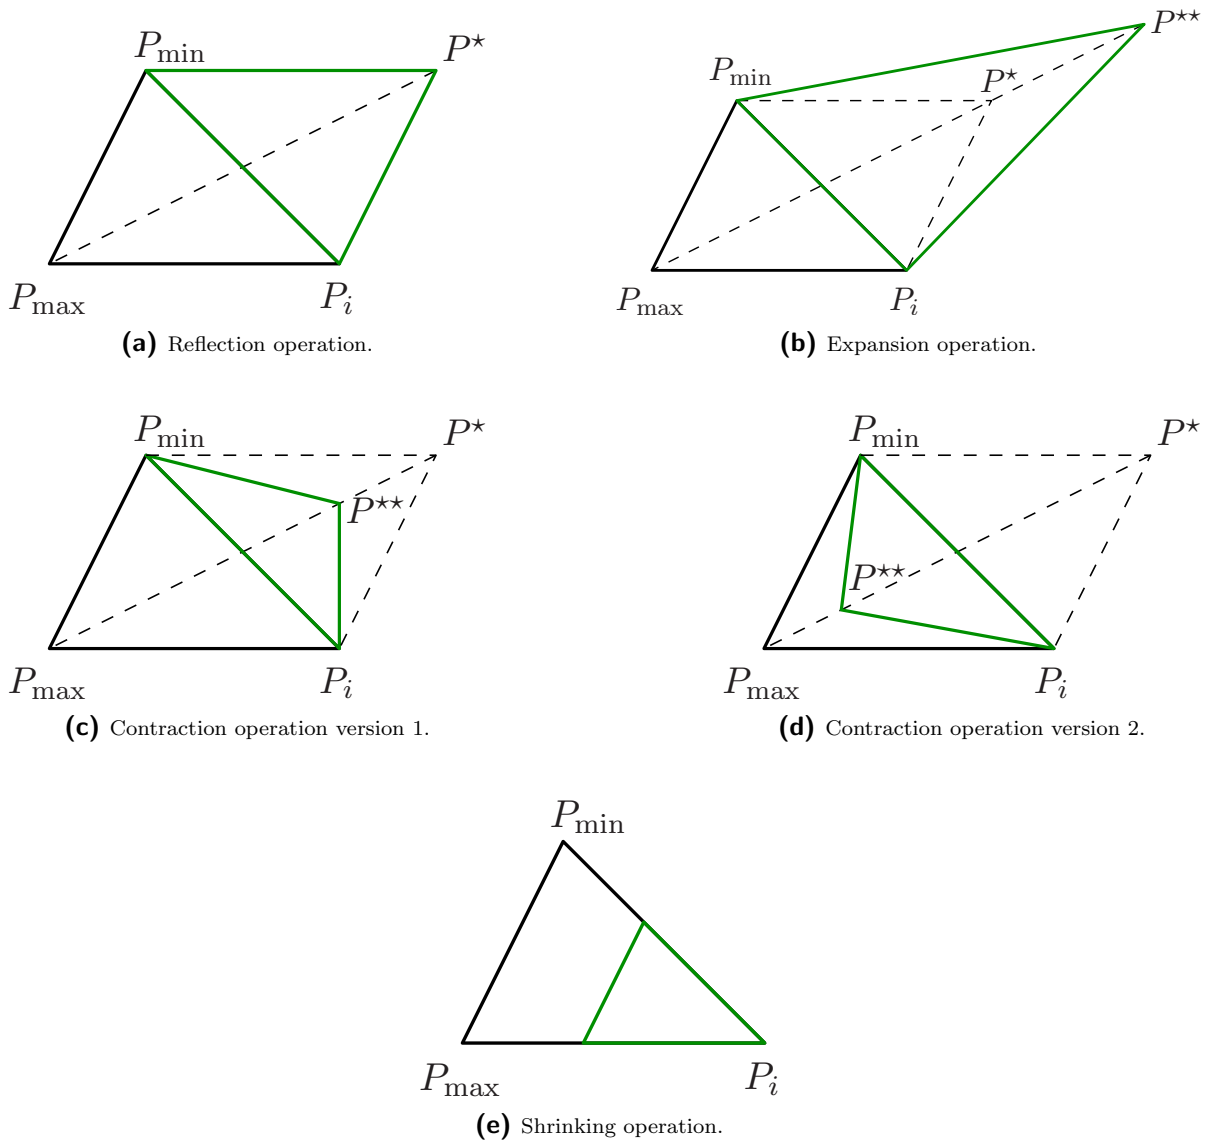 P_min P⋆
P_max P_i
(a) Reflection operation.
P⋆⋆
P_min P⋆
P_max P_i
(b) Expansion operation.
P_min P⋆
P⋆⋆
P_max P_i
(c) Contraction operation version 1.
P_min P⋆
P⋆⋆
P_max P_i
(d) Contraction operation version 2.
P_min
P_max P_i
(e) Shrinking operation.